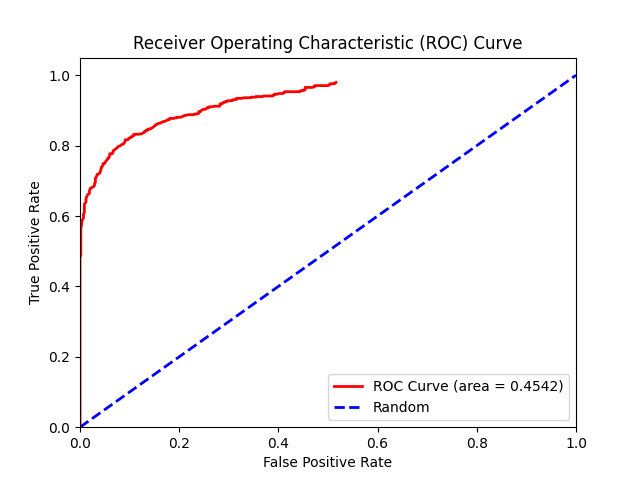 Receiver Operating Characteristic (ROC) Curve
1.0
0.8
0.6
0.4
0.2
0.0
True Positive Rate
ROC Curve (area = 0.4542)
Random
0.0 0.2 0.4 0.6 0.8 1.0
False Positive Rate